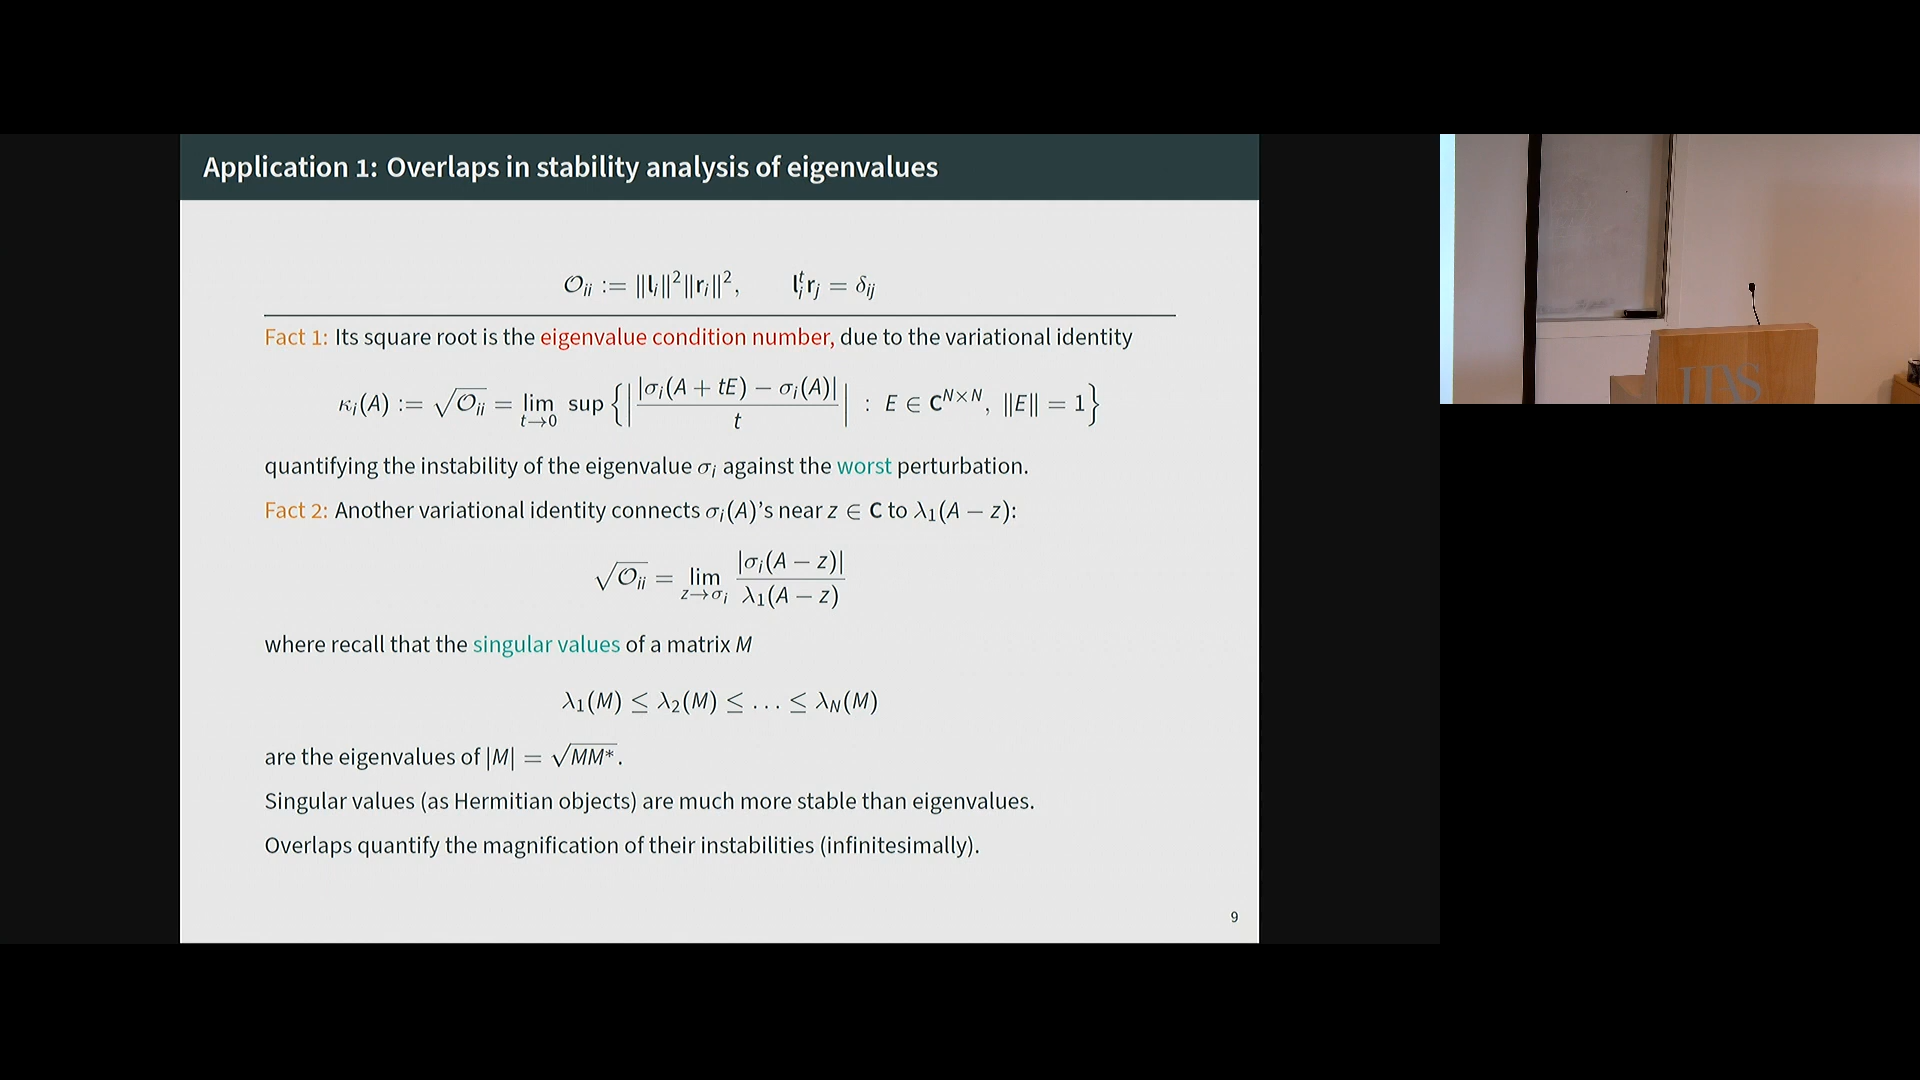 Application 1: Overlaps in stability analysis of eigenvalues
𝒪ᵢᵢ := ‖𝐥ᵢ‖²‖𝐫ᵢ‖², 𝐥ᵢᵗ𝐫ⱼ = δᵢⱼ
Fact 1: Its square root is the eigenvalue condition number, due to the variational identity
κᵢ(A) := √𝒪ᵢᵢ = lim_{t→0} sup { | |σᵢ(A + tE) − σᵢ(A)| / t | : E ∈ C^{N×N}, ‖E‖ = 1 }
quantifying the instability of the eigenvalue σᵢ against the worst perturbation.
Fact 2: Another variational identity connects σᵢ(A)'s near z ∈ C to λ₁(A − z):
√𝒪ᵢᵢ = lim_{z→σᵢ} |σᵢ(A − z)| / λ₁(A − z)
where recall that the singular values of a matrix M
λ₁(M) ≤ λ₂(M) ≤ . . . ≤ λ_N(M)
are the eigenvalues of |M| = √MM*.
Singular values (as Hermitian objects) are much more stable than eigenvalues.
Overlaps quantify the magnification of their instabilities (infinitesimally).
9